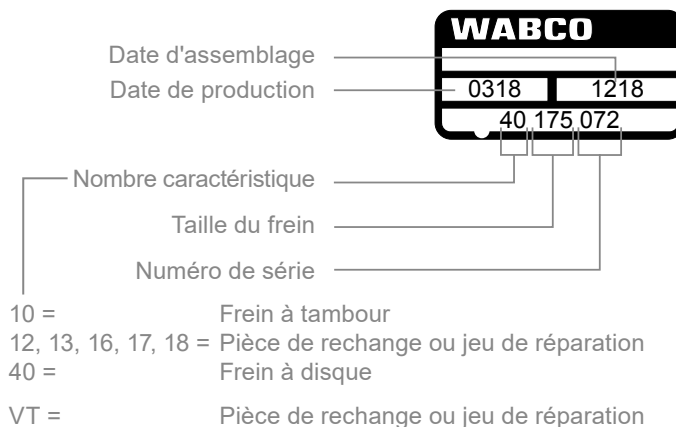 WABCO
Date d'assemblage
Date de production
0318 1218
40 175 072
Nombre caractéristique
Taille du frein
Numéro de série
10 = Frein à tambour
12, 13, 16, 17, 18 = Pièce de rechange ou jeu de réparation
40 = Frein à disque
VT = Pièce de rechange ou jeu de réparation